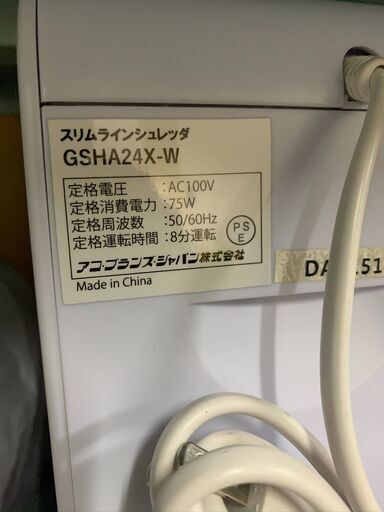 スリムラインシュレッダ
GSHA24X-W
定格電圧 :AC100V
定格消費電力:75W
定格周波数 :50/60Hz
定格運転時間:8分運転
PS
E
アコ・ブランズ・ジャパン株式会社
Made in China